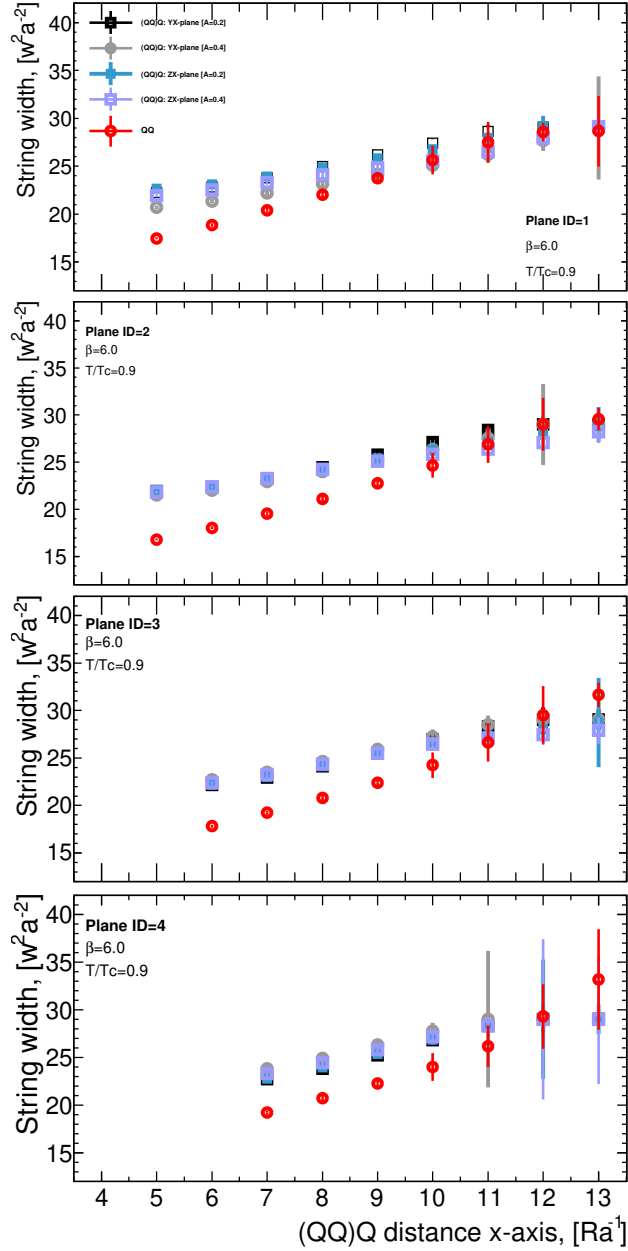 String width, [w²a⁻²]
40
35
30
25
20
15
(QQ)Q: YX-plane [A=0.2]
(QQ)Q: YX-plane [A=0.4]
(QQ)Q: ZX-plane [A=0.2]
(QQ)Q: ZX-plane [A=0.4]
QQ
Plane ID=1
β=6.0
T/Tc=0.9
String width, [w²a⁻²]
40
35
30
25
20
15
Plane ID=2
β=6.0
T/Tc=0.9
String width, [w²a⁻²]
40
35
30
25
20
15
Plane ID=3
β=6.0
T/Tc=0.9
String width, [w²a⁻²]
40
35
30
25
20
15
Plane ID=4
β=6.0
T/Tc=0.9
4 5 6 7 8 9 10 11 12 13
(QQ)Q distance x-axis, [Ra⁻¹]